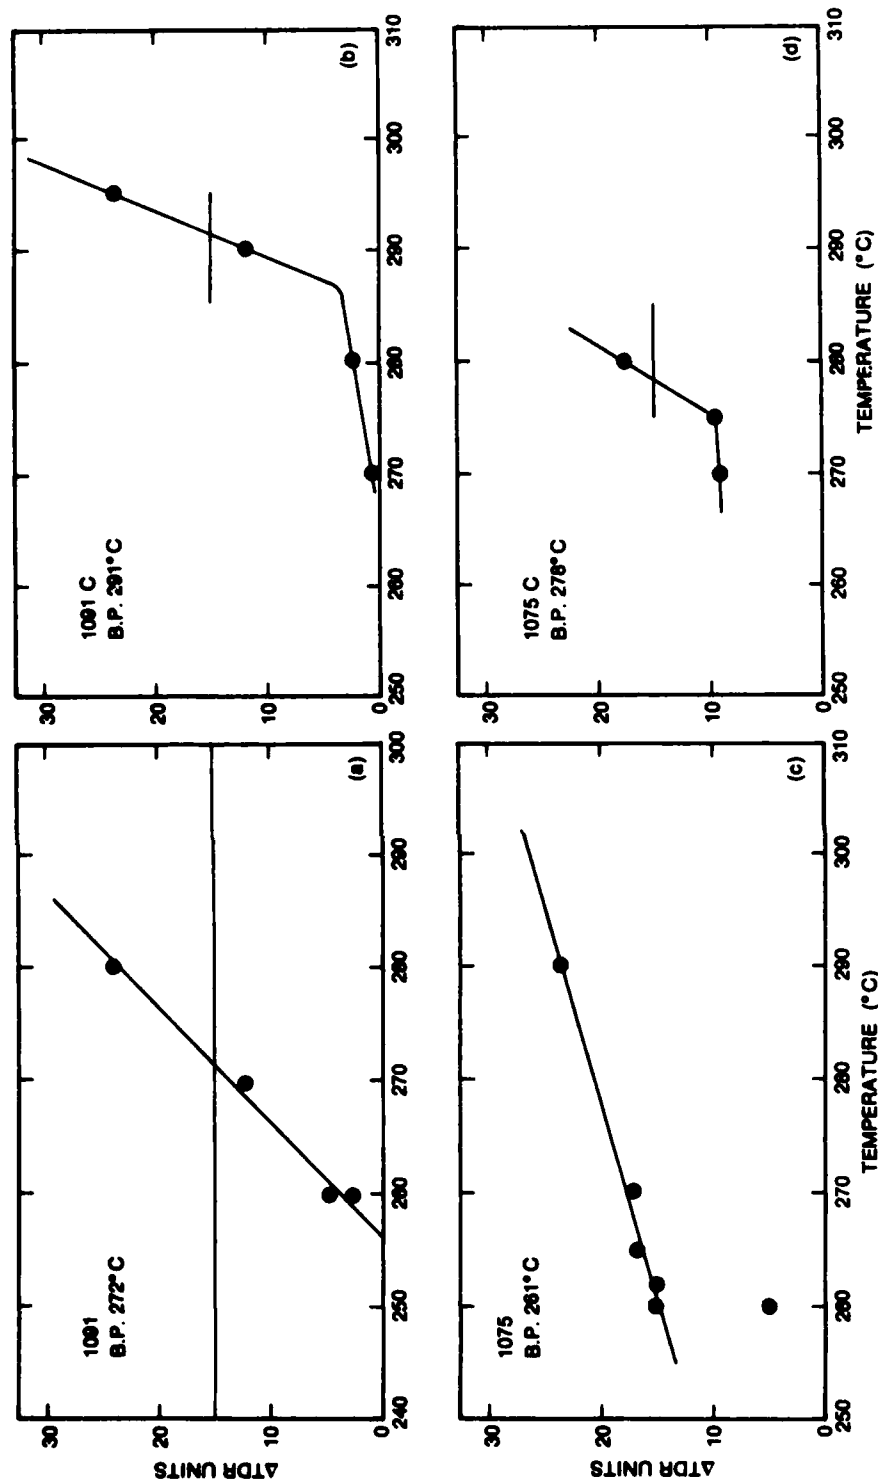 ΔTDR UNITS
30
20
10
0
1091
B.P. 272°C
(a)
240 250 260 270 280 290 300
30
20
10
0
1091 C
B.P. 291°C
(b)
250 260 270 280 290 300 310
ΔTDR UNITS
30
20
10
0
1075
B.P. 261°C
(c)
250 260 270 280 290 300 310
TEMPERATURE (°C)
30
20
10
0
1075 C
B.P. 278°C
(d)
250 260 270 280 290 300 310
TEMPERATURE (°C)